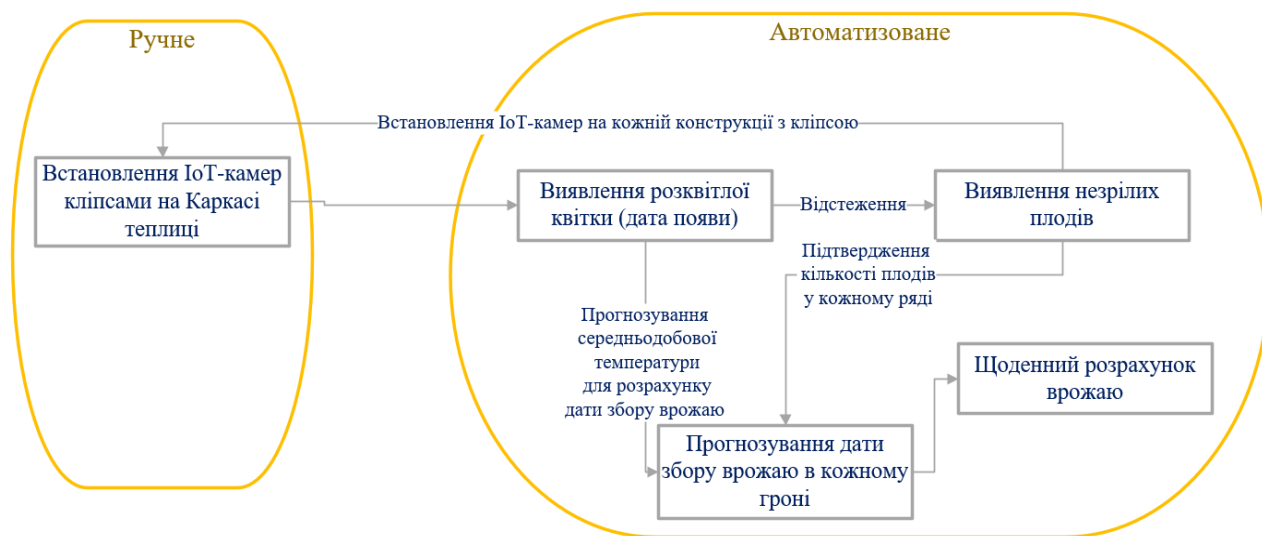 Ручне
Автоматизоване
Встановлення IoT-камер на кожній конструкції з кліпсою
Встановлення IoT-камер
кліпсами на Каркасі
теплиці
Виявлення розквітлої
квітки (дата появи)
Відстеження
Виявлення незрілих
плодів
Підтвердження
кількості плодів
у кожному ряді
Прогнозування
середньодобової
температури
для розрахунку
дати збору врожаю
Щоденний розрахунок
врожаю
Прогнозування дати
збору врожаю в кожному
гроні